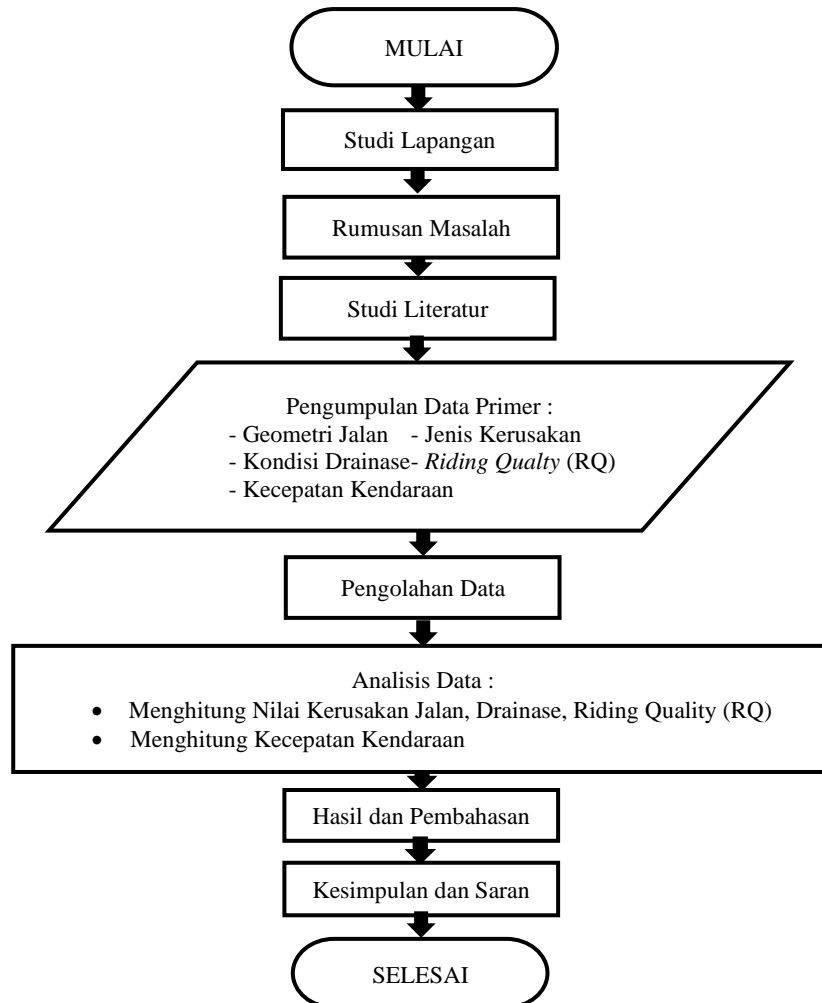 MULAI
Studi Lapangan
Rumusan Masalah
Studi Literatur
Pengumpulan Data Primer :
- Geometri Jalan - Jenis Kerusakan
- Kondisi Drainase- Riding Qualty (RQ)
- Kecepatan Kendaraan
Pengolahan Data
Analisis Data :
• Menghitung Nilai Kerusakan Jalan, Drainase, Riding Quality (RQ)
• Menghitung Kecepatan Kendaraan
Hasil dan Pembahasan
Kesimpulan dan Saran
SELESAI